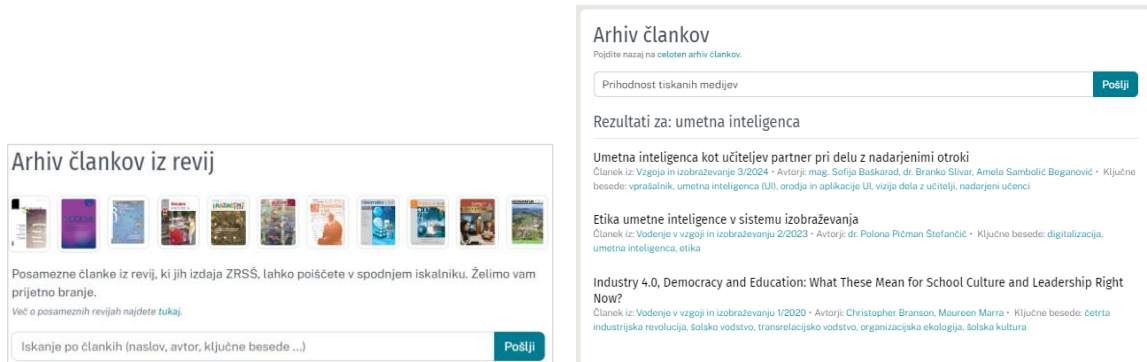 Arhiv člankov iz revij
Posamezne članke iz revij, ki jih izdaja ZRSŠ, lahko poiščete v spodnjem iskalniku. Želimo vam
prijetno branje.
Več o posameznih revijah najdete tukaj.
Iskanje po člankih (naslov, avtor, ključne besede ...)
Pošlji
Arhiv člankov
Pojdite nazaj na celoten arhiv člankov.
Prihodnost tiskanih medijev
Pošlji
Rezultati za: umetna inteligenca
Umetna inteligenca kot učiteljev partner pri delu z nadarjenimi otroki
Članek iz: Vzgoja in izobraževanje 3/2024 • Avtorji: mag. Sofija Baškarad, dr. Branko Slivar, Amela Sambolić Beganović • Ključne
besede: vprašalnik, umetna inteligenca (UI), orodja in aplikacije UI, vizija dela z učitelji, nadarjeni učenci
Etika umetne inteligence v sistemu izobraževanja
Članek iz: Vodenje v vzgoji in izobraževanju 2/2023 • Avtorji: dr. Polona Pičman Štefančič • Ključne besede: digitalizacija,
umetna inteligenca, etika
Industry 4.0, Democracy and Education: What These Mean for School Culture and Leadership Right
Now?
Članek iz: Vodenje v vzgoji in izobraževanju 1/2020 • Avtorji: Christopher Branson, Maureen Marra • Ključne besede: četrta
industrijska revolucija, šolsko vodstvo, transrelacijsko vodstvo, organizacijska ekologija, šolska kultura